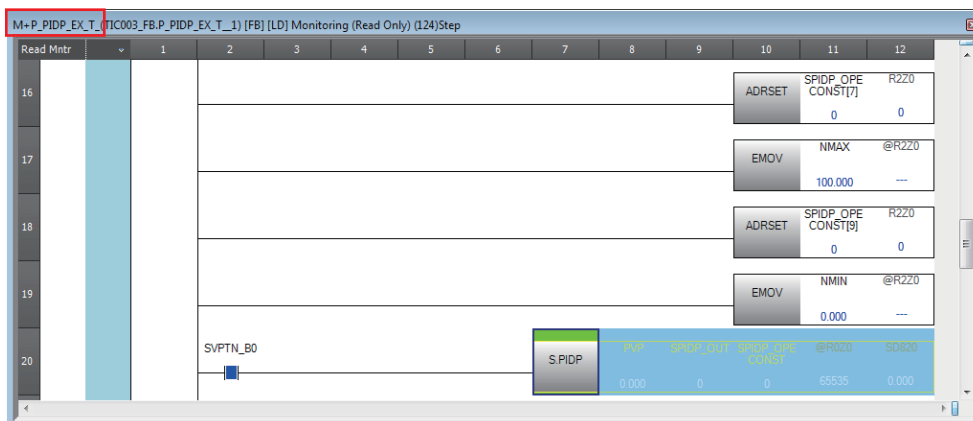 M+P_PIDP_EX_T_(TIC003_FB.P_PIDP_EX_T__1) [FB] [LD] Monitoring (Read Only) (124)Step
Read Mntr 1 2 3 4 5 6 7 8 9 10 11 12
16 ADRSET SPIDP_OPE R2Z0
CONST[7]
0 0
17 EMOV NMAX @R2Z0
100.000 ---
18 ADRSET SPIDP_OPE R2Z0
CONST[9]
0 0
19 EMOV NMIN @R2Z0
0.000 ---
SVPTN_B0
20 S.PIDP PVP SPIDP_OUT SPIDP_OPE @R0Z0 SD820
CONST
0.000 0 0 65535 0.000